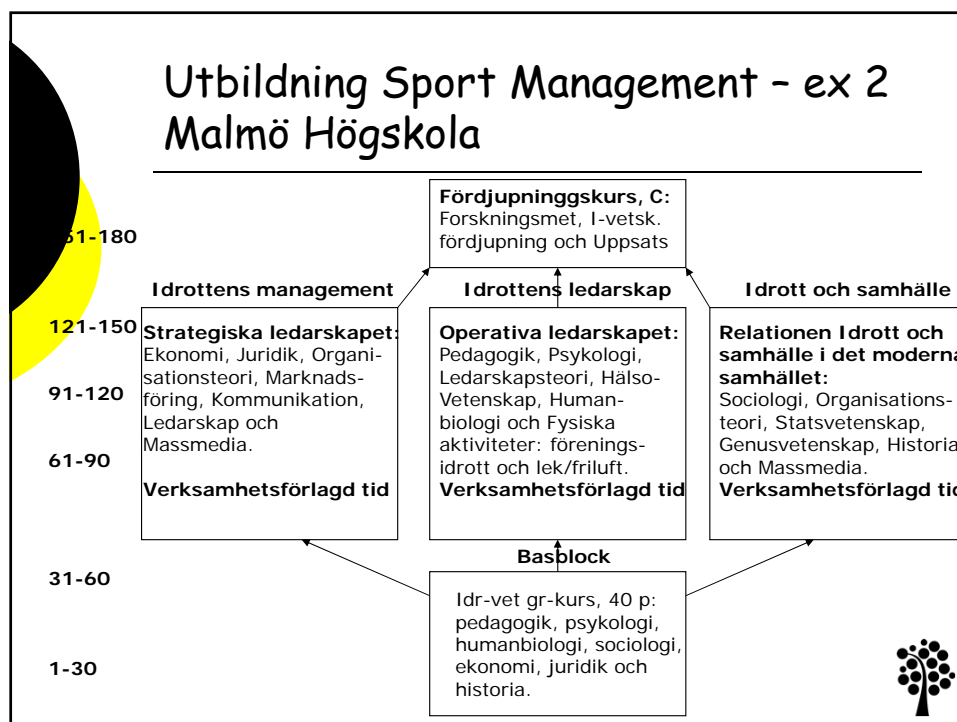 Utbildning Sport Management – ex 2
Malmö Högskola
Fördjupninggskurs, C:
Forskningsmet, I-vetsk.
fördjupning och Uppsats
51-180
Idrottens management
Idrottens ledarskap
Idrott och samhälle
121-150
91-120
61-90
Strategiska ledarskapet:
Ekonomi, Juridik, Organi-
sationsteori, Marknads-
föring, Kommunikation,
Ledarskap och
Massmedia.
Verksamhetsförlagd tid
Operativa ledarskapet:
Pedagogik, Psykologi,
Ledarskapsteori, Hälso-
Vetenskap, Human-
biologi och Fysiska
aktiviteter: förenings-
idrott och lek/friluft.
Verksamhetsförlagd tid
Relationen Idrott och
samhälle i det moderna
samhället:
Sociologi, Organisations-
teori, Statsvetenskap,
Genusvetenskap, Historia
och Massmedia.
Verksamhetsförlagd tid
Basblock
31-60
1-30
Idr-vet gr-kurs, 40 p:
pedagogik, psykologi,
humanbiologi, sociologi,
ekonomi, juridik och
historia.